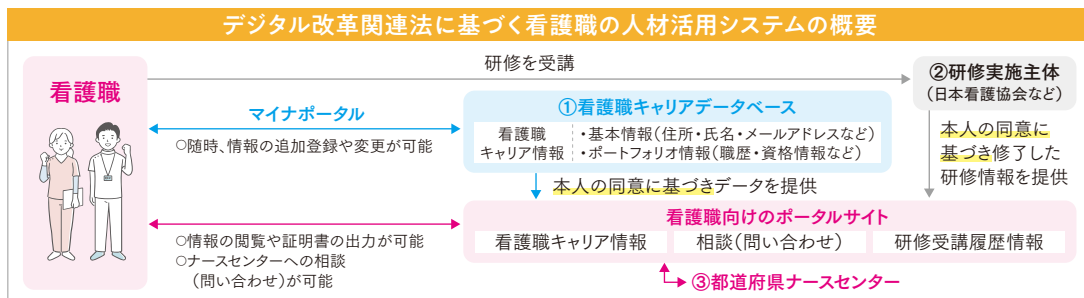 デジタル改革関連法に基づく看護職の人材活用システムの概要
看護職
研修を受講
②研修実施主体
(日本看護協会など)
マイナポータル
○随時、情報の追加登録や変更が可能
①看護職キャリアデータベース
看護職
キャリア情報
・基本情報(住所・氏名・メールアドレスなど)
・ポートフォリオ情報(職歴・資格情報など)
本人の同意に
基づき修了した
研修情報を提供
本人の同意に基づきデータを提供
○情報の閲覧や証明書の出力が可能
○ナースセンターへの相談
(問い合わせ)が可能
看護職向けのポータルサイト
看護職キャリア情報
相談(問い合わせ)
研修受講履歴情報
③都道府県ナースセンター